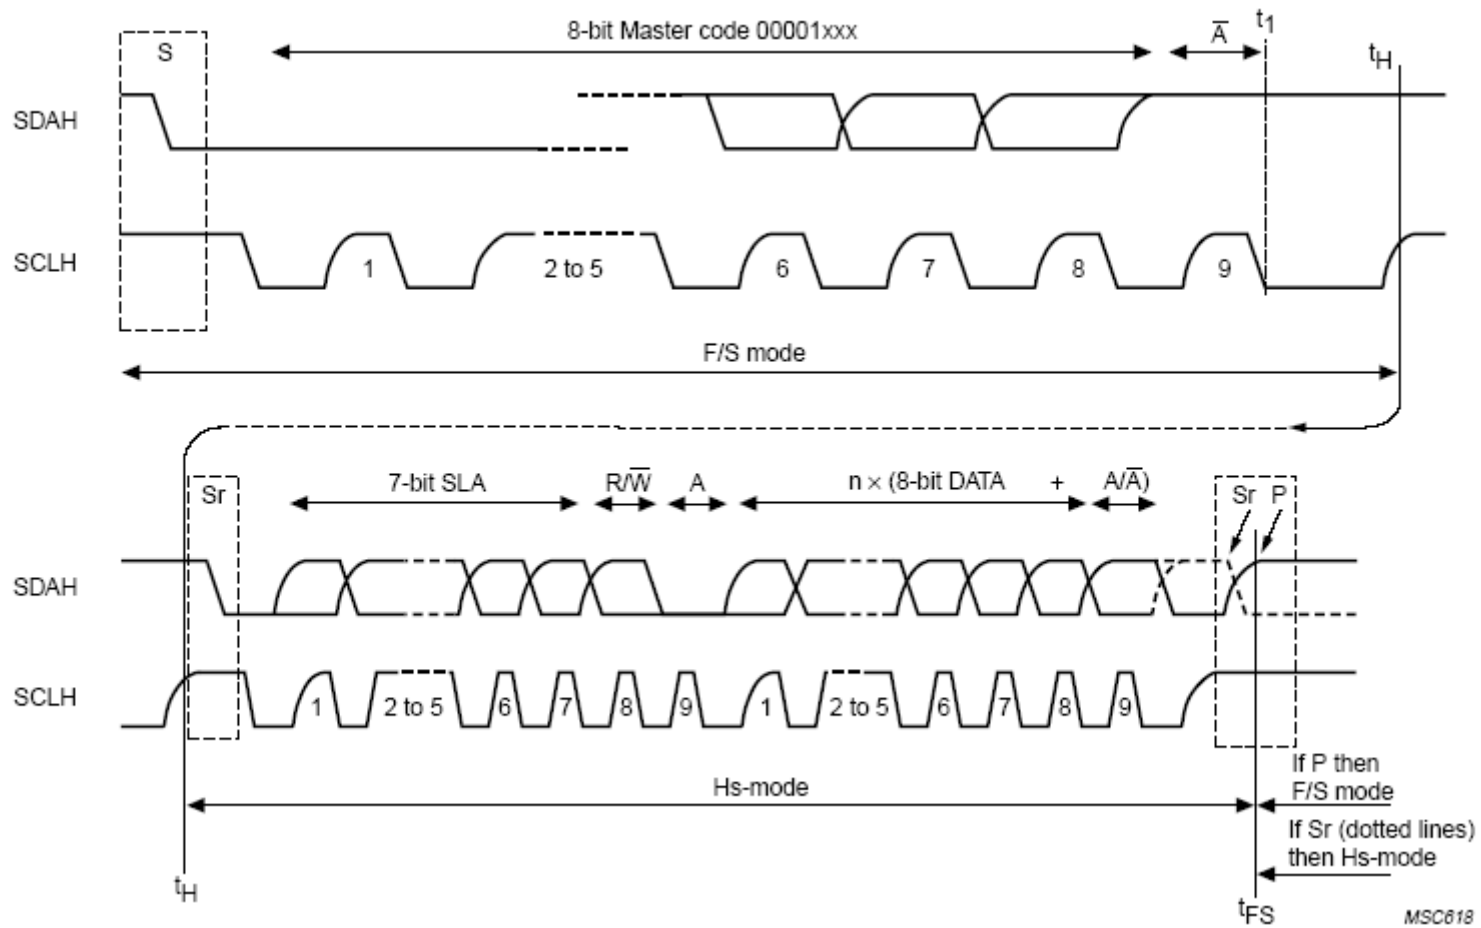 8-bit Master code 00001xxx
S
A̅
t1
tH
SDAH
SCLH
1
2 to 5
6
7
8
9
F/S mode
Sr
7-bit SLA
R/W̅
A
n × (8-bit DATA + A/A̅)
Sr P
SDAH
SCLH
1
2 to 5
6
7
8
9
1
2 to 5
6
7
8
9
Hs-mode
If P then
F/S mode
If Sr (dotted lines)
then Hs-mode
tH
tFS
MSC618